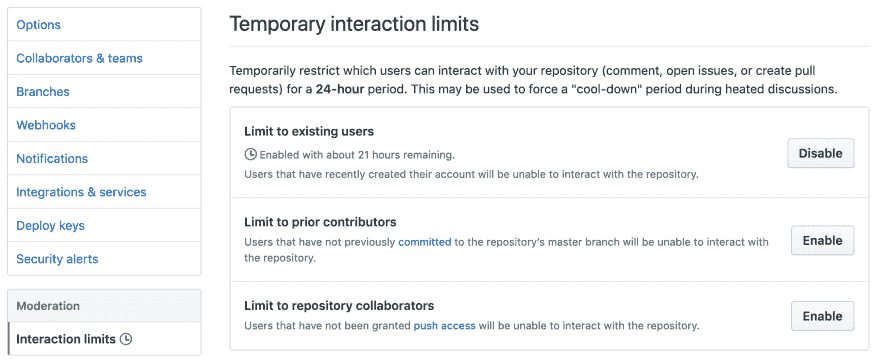 Options
Collaborators & teams
Branches
Webhooks
Notifications
Integrations & services
Deploy keys
Security alerts
Moderation
Interaction limits
Temporary interaction limits
Temporarily restrict which users can interact with your repository (comment, open issues, or create pull
requests) for a 24-hour period. This may be used to force a "cool-down" period during heated discussions.
Limit to existing users
Enabled with about 21 hours remaining.
Users that have recently created their account will be unable to interact with the repository.
Disable
Limit to prior contributors
Users that have not previously committed to the repository's master branch will be unable to interact with
the repository.
Enable
Limit to repository collaborators
Users that have not been granted push access will be unable to interact with the repository.
Enable